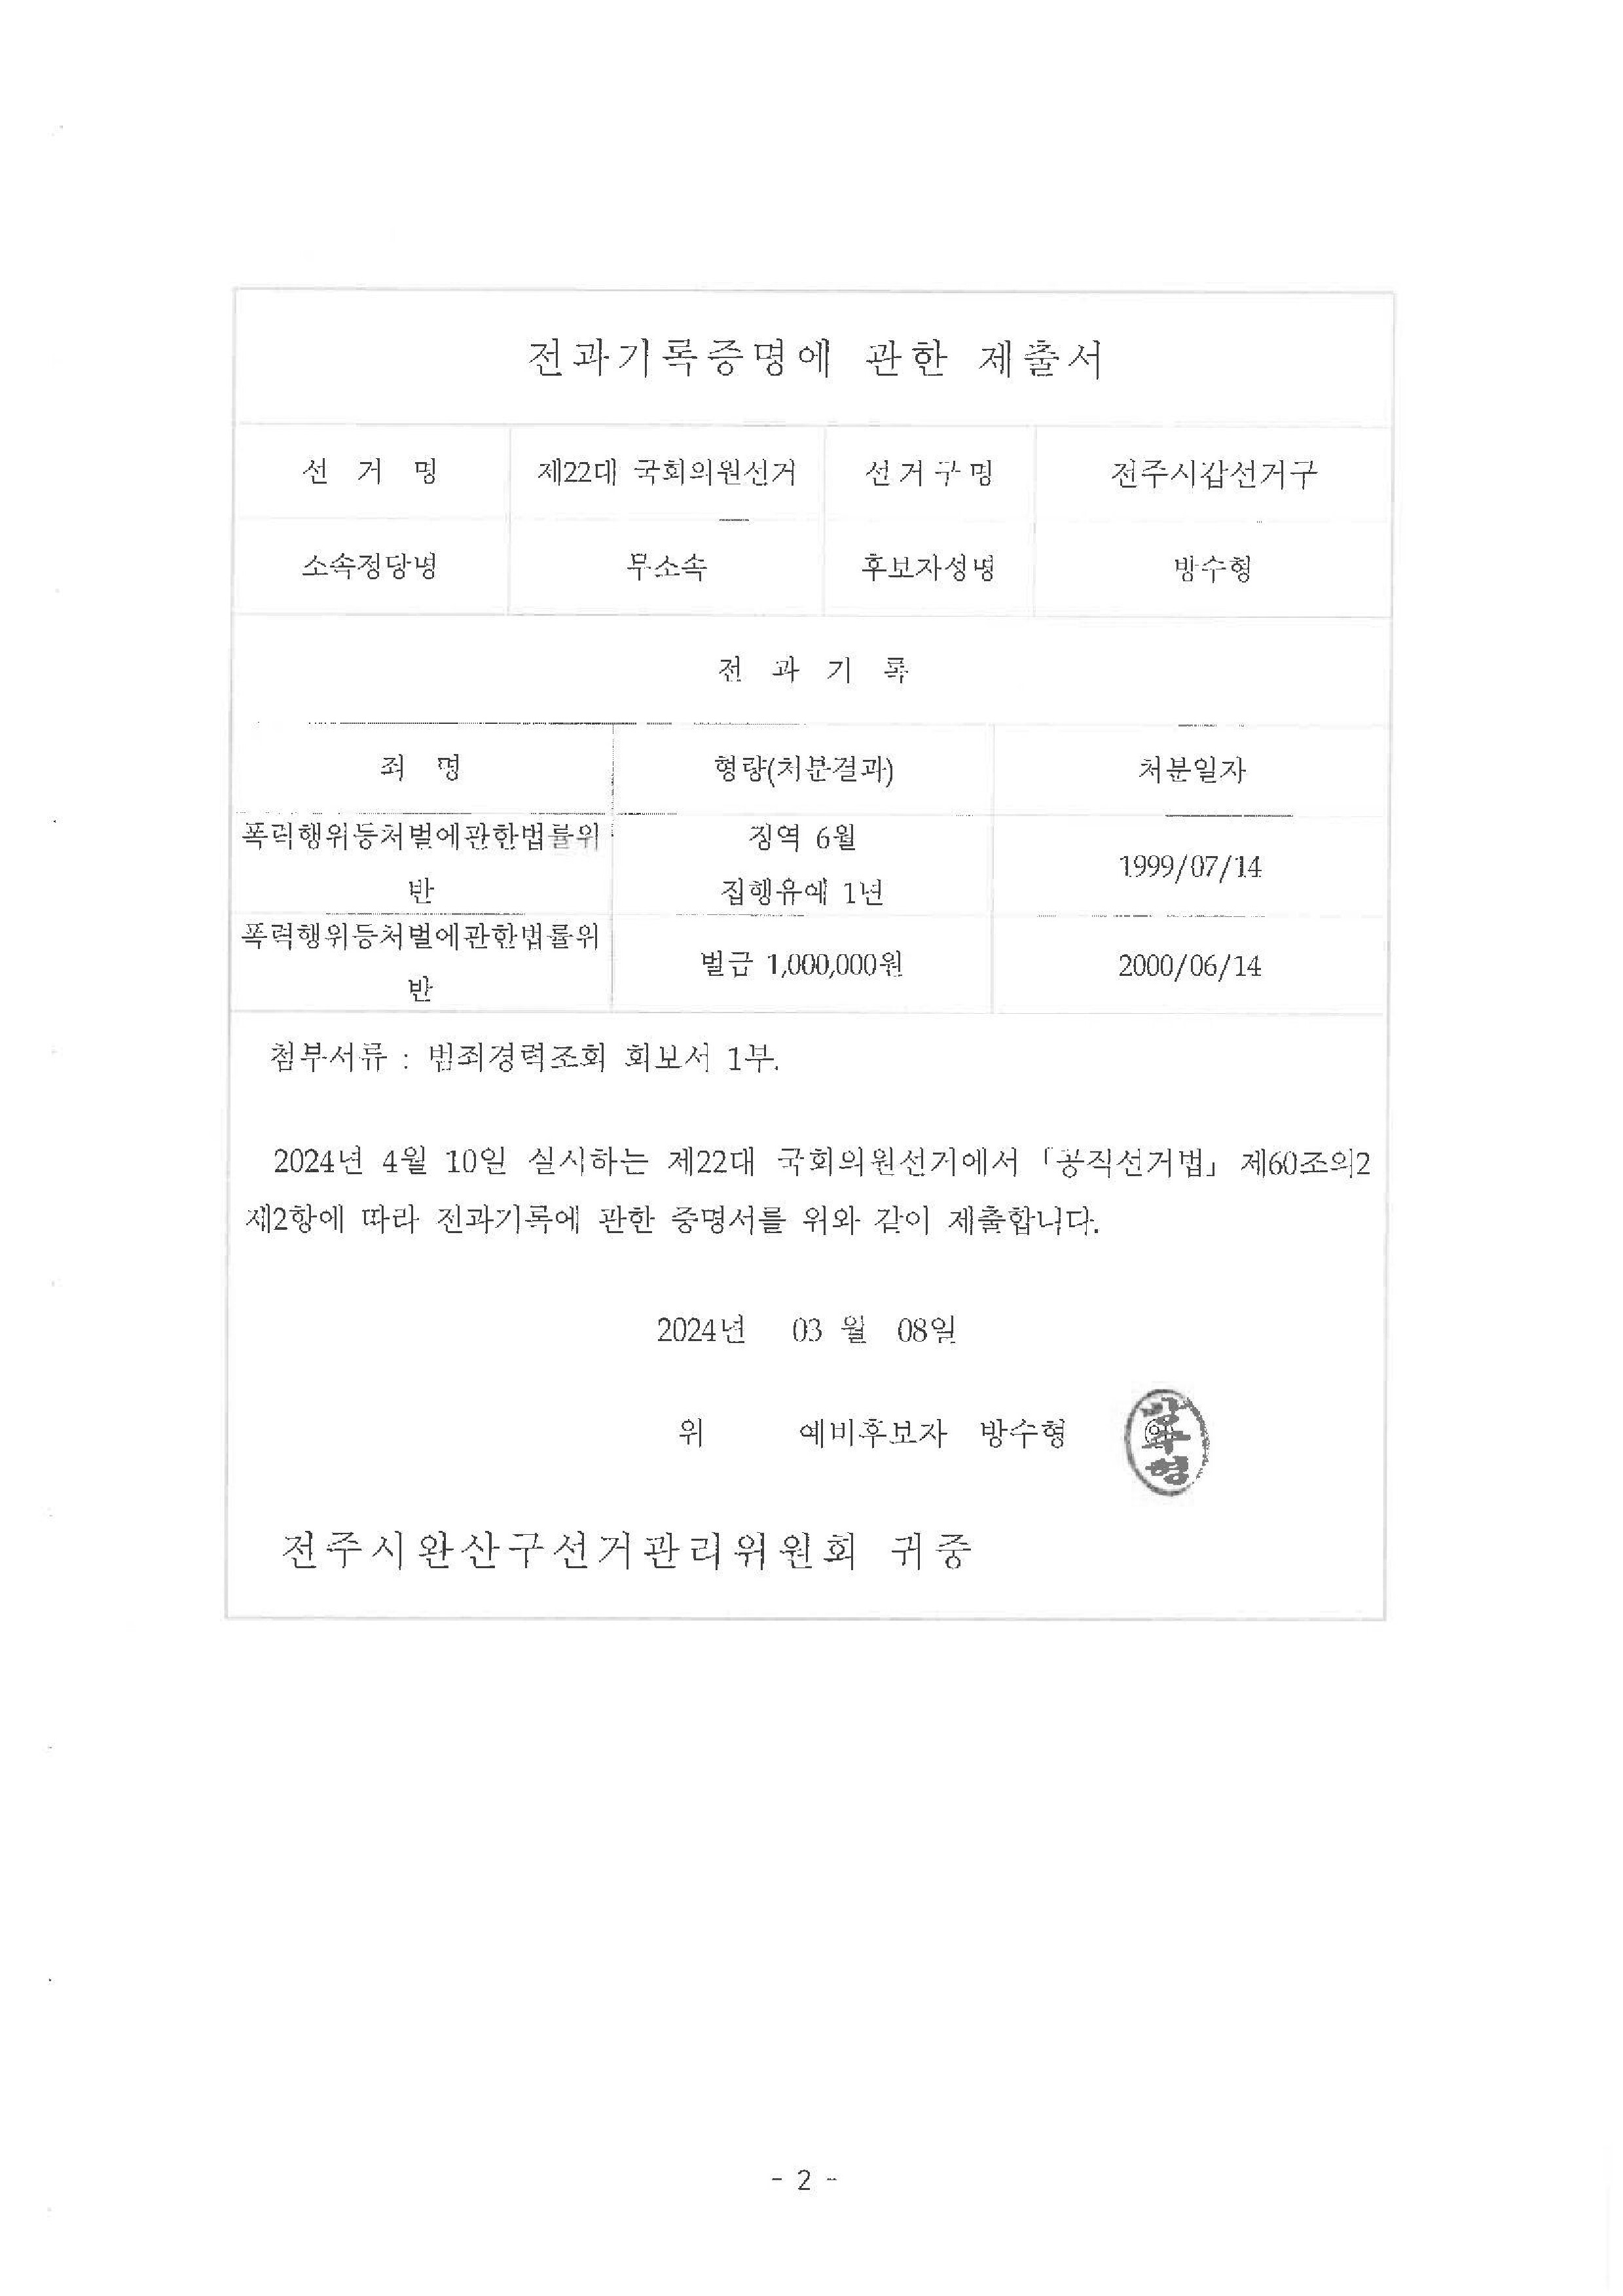 전과기록증명에 관한 제출서
선 거 명 제22대 국회의원선거 선거구명 전주시갑선거구
소속정당명 무소속 후보자성명 방수형
전 과 기 록
죄 명 형량(처분결과) 처분일자
폭력행위등처벌에관한법률위반 징역 6월 집행유예 1년 1999/07/14
폭력행위등처벌에관한법률위반 벌금 1,000,000원 2000/06/14
첨부서류 : 범죄경력조회 회보서 1부.
2024년 4월 10일 실시하는 제22대 국회의원선거에서 「공직선거법」 제60조의2
제2항에 따라 전과기록에 관한 증명서를 위와 같이 제출합니다.
2024년 03 월 08일
위 예비후보자 방수형 ㊞
방수형
전주시완산구선거관리위원회 귀중
- 2 -